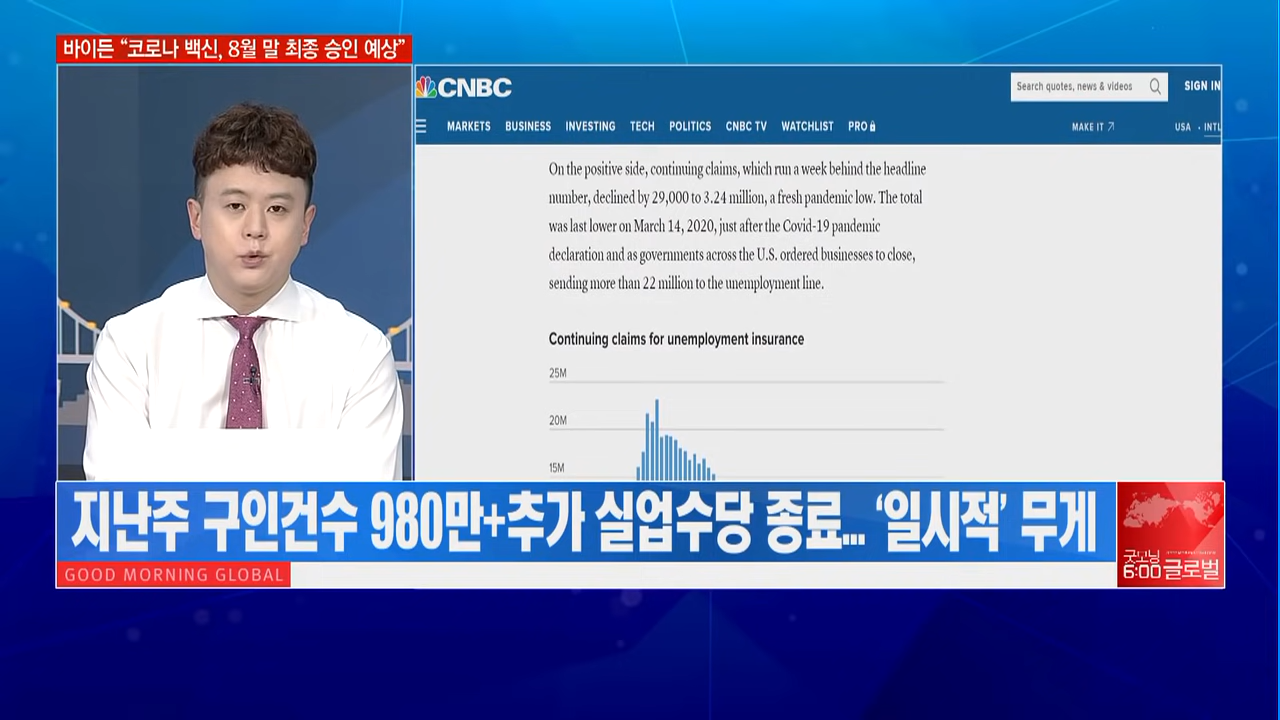 바이든 “코로나 백신, 8월 말 최종 승인 예상”
CNBC
Search quotes, news & videos
SIGN IN
MARKETS BUSINESS INVESTING TECH POLITICS CNBC TV WATCHLIST PRO
MAKE IT
USA • INTL
On the positive side, continuing claims, which run a week behind the headline
number, declined by 29,000 to 3.24 million, a fresh pandemic low. The total
was last lower on March 14, 2020, just after the Covid-19 pandemic
declaration and as governments across the U.S. ordered businesses to close,
sending more than 22 million to the unemployment line.
Continuing claims for unemployment insurance
25M
20M
15M
지난주 구인건수 980만+추가 실업수당 종료... ‘일시적’ 무게
GOOD MORNING GLOBAL
굿모닝
6:00 글로벌